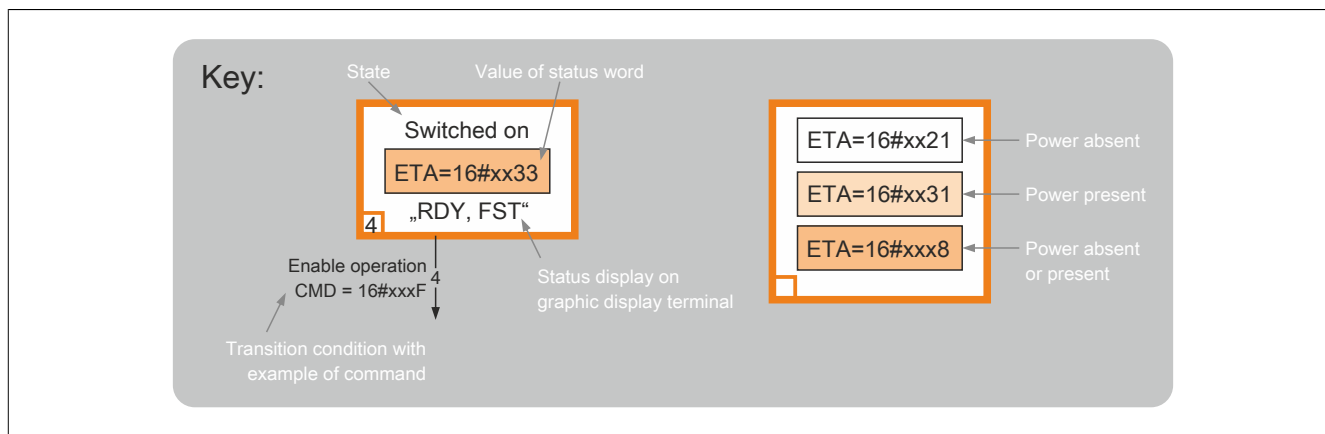 Key:
State
Value of status word
Switched on
ETA=16#xx33
„RDY, FST“
4
Enable operation
CMD = 16#xxxF
4
Status display on
graphic display terminal
Transition condition with
example of command
ETA=16#xx21
Power absent
ETA=16#xx31
Power present
ETA=16#xxx8
Power absent
or present